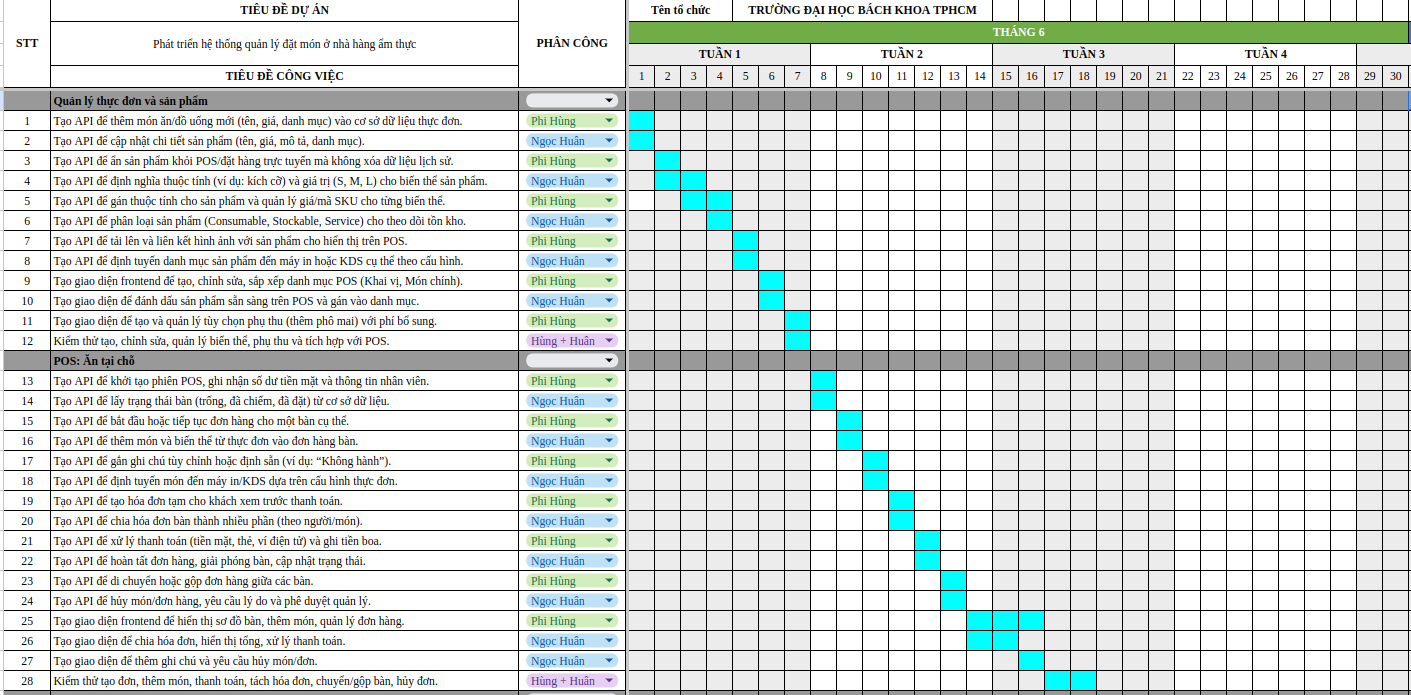 TIÊU ĐỀ DỰ ÁN
Tên tổ chức
TRƯỜNG ĐẠI HỌC BÁCH KHOA TPHCM
STT
Phát triển hệ thống quản lý đặt món ở nhà hàng ẩm thực
PHÂN CÔNG
THÁNG 6
TUẦN 1 TUẦN 2 TUẦN 3 TUẦN 4
TIÊU ĐỀ CÔNG VIỆC
1 2 3 4 5 6 7 8 9 10 11 12 13 14 15 16 17 18 19 20 21 22 23 24 25 26 27 28 29 30
Quản lý thực đơn và sản phẩm
1 Tạo API để thêm món ăn/đồ uống mới (tên, giá, danh mục) vào cơ sở dữ liệu thực đơn. Phi Hùng
2 Tạo API để cập nhật chi tiết sản phẩm (tên, giá, mô tả, danh mục). Ngọc Huân
3 Tạo API để ẩn sản phẩm khỏi POS/đặt hàng trực tuyến mà không xóa dữ liệu lịch sử. Phi Hùng
4 Tạo API để định nghĩa thuộc tính (ví dụ: kích cỡ) và giá trị (S, M, L) cho biến thể sản phẩm. Ngọc Huân
5 Tạo API để gán thuộc tính cho sản phẩm và quản lý giá/mã SKU cho từng biến thể. Phi Hùng
6 Tạo API để phân loại sản phẩm (Consumable, Stockable, Service) cho theo dõi tồn kho. Ngọc Huân
7 Tạo API để tải lên và liên kết hình ảnh với sản phẩm cho hiển thị trên POS. Phi Hùng
8 Tạo API để định tuyến danh mục sản phẩm đến máy in hoặc KDS cụ thể theo cấu hình. Ngọc Huân
9 Tạo giao diện frontend để tạo, chỉnh sửa, sắp xếp danh mục POS (Khai vị, Món chính). Phi Hùng
10 Tạo giao diện để đánh dấu sản phẩm sẵn sàng trên POS và gán vào danh mục. Ngọc Huân
11 Tạo giao diện để tạo và quản lý tùy chọn phụ thu (thêm phô mai) với phí bổ sung. Phi Hùng
12 Kiểm thử tạo, chỉnh sửa, quản lý biến thể, phụ thu và tích hợp với POS. Hùng + Huân
POS: Ăn tại chỗ
13 Tạo API để khởi tạo phiên POS, ghi nhận số dư tiền mặt và thông tin nhân viên. Phi Hùng
14 Tạo API để lấy trạng thái bàn (trống, đã chiếm, đã đặt) từ cơ sở dữ liệu. Ngọc Huân
15 Tạo API để bắt đầu hoặc tiếp tục đơn hàng cho một bàn cụ thể. Phi Hùng
16 Tạo API để thêm món và biến thể từ thực đơn vào đơn hàng bàn. Ngọc Huân
17 Tạo API để gắn ghi chú tùy chỉnh hoặc định sẵn (ví dụ: “Không hành”). Phi Hùng
18 Tạo API để định tuyến món đến máy in/KDS dựa trên cấu hình thực đơn. Ngọc Huân
19 Tạo API để tạo hóa đơn tạm cho khách xem trước thanh toán. Phi Hùng
20 Tạo API để chia hóa đơn bàn thành nhiều phần (theo người/món). Ngọc Huân
21 Tạo API để xử lý thanh toán (tiền mặt, thẻ, ví điện tử) và ghi tiền boa. Phi Hùng
22 Tạo API để hoàn tất đơn hàng, giải phóng bàn, cập nhật trạng thái. Ngọc Huân
23 Tạo API để di chuyển hoặc gộp đơn hàng giữa các bàn. Phi Hùng
24 Tạo API để hủy món/đơn hàng, yêu cầu lý do và phê duyệt quản lý. Ngọc Huân
25 Tạo giao diện frontend để hiển thị sơ đồ bàn, thêm món, quản lý đơn hàng. Phi Hùng
26 Tạo giao diện để chia hóa đơn, hiển thị tổng, xử lý thanh toán. Ngọc Huân
27 Tạo giao diện để thêm ghi chú và yêu cầu hủy món/đơn. Ngọc Huân
28 Kiểm thử tạo đơn, thêm món, thanh toán, tách hóa đơn, chuyển/gộp bàn, hủy đơn. Hùng + Huân